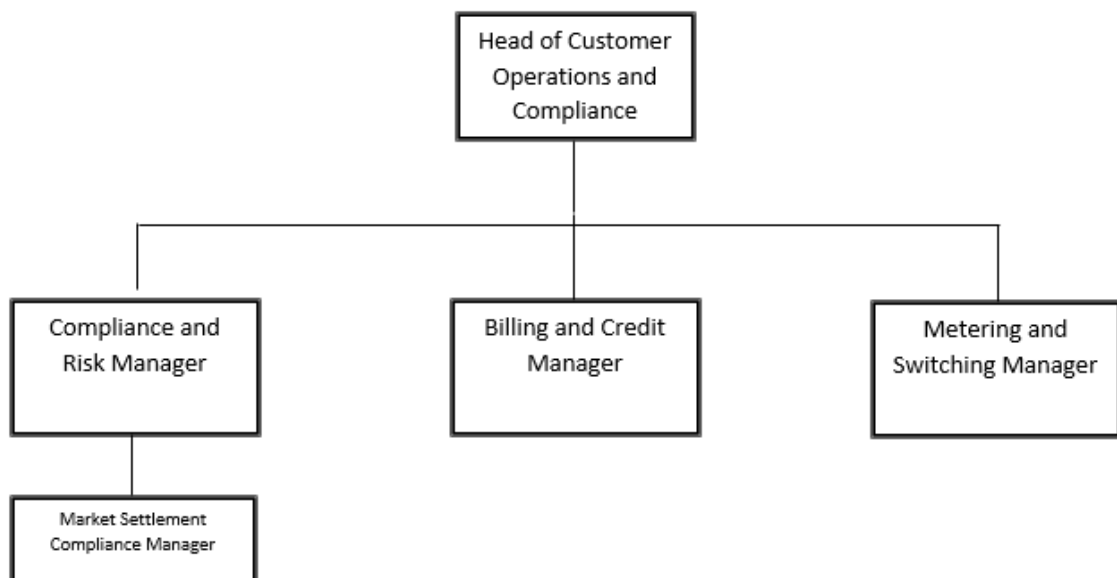 Head of Customer
Operations and
Compliance
Compliance and
Risk Manager
Billing and Credit
Manager
Metering and
Switching Manager
Market Settlement
Compliance Manager